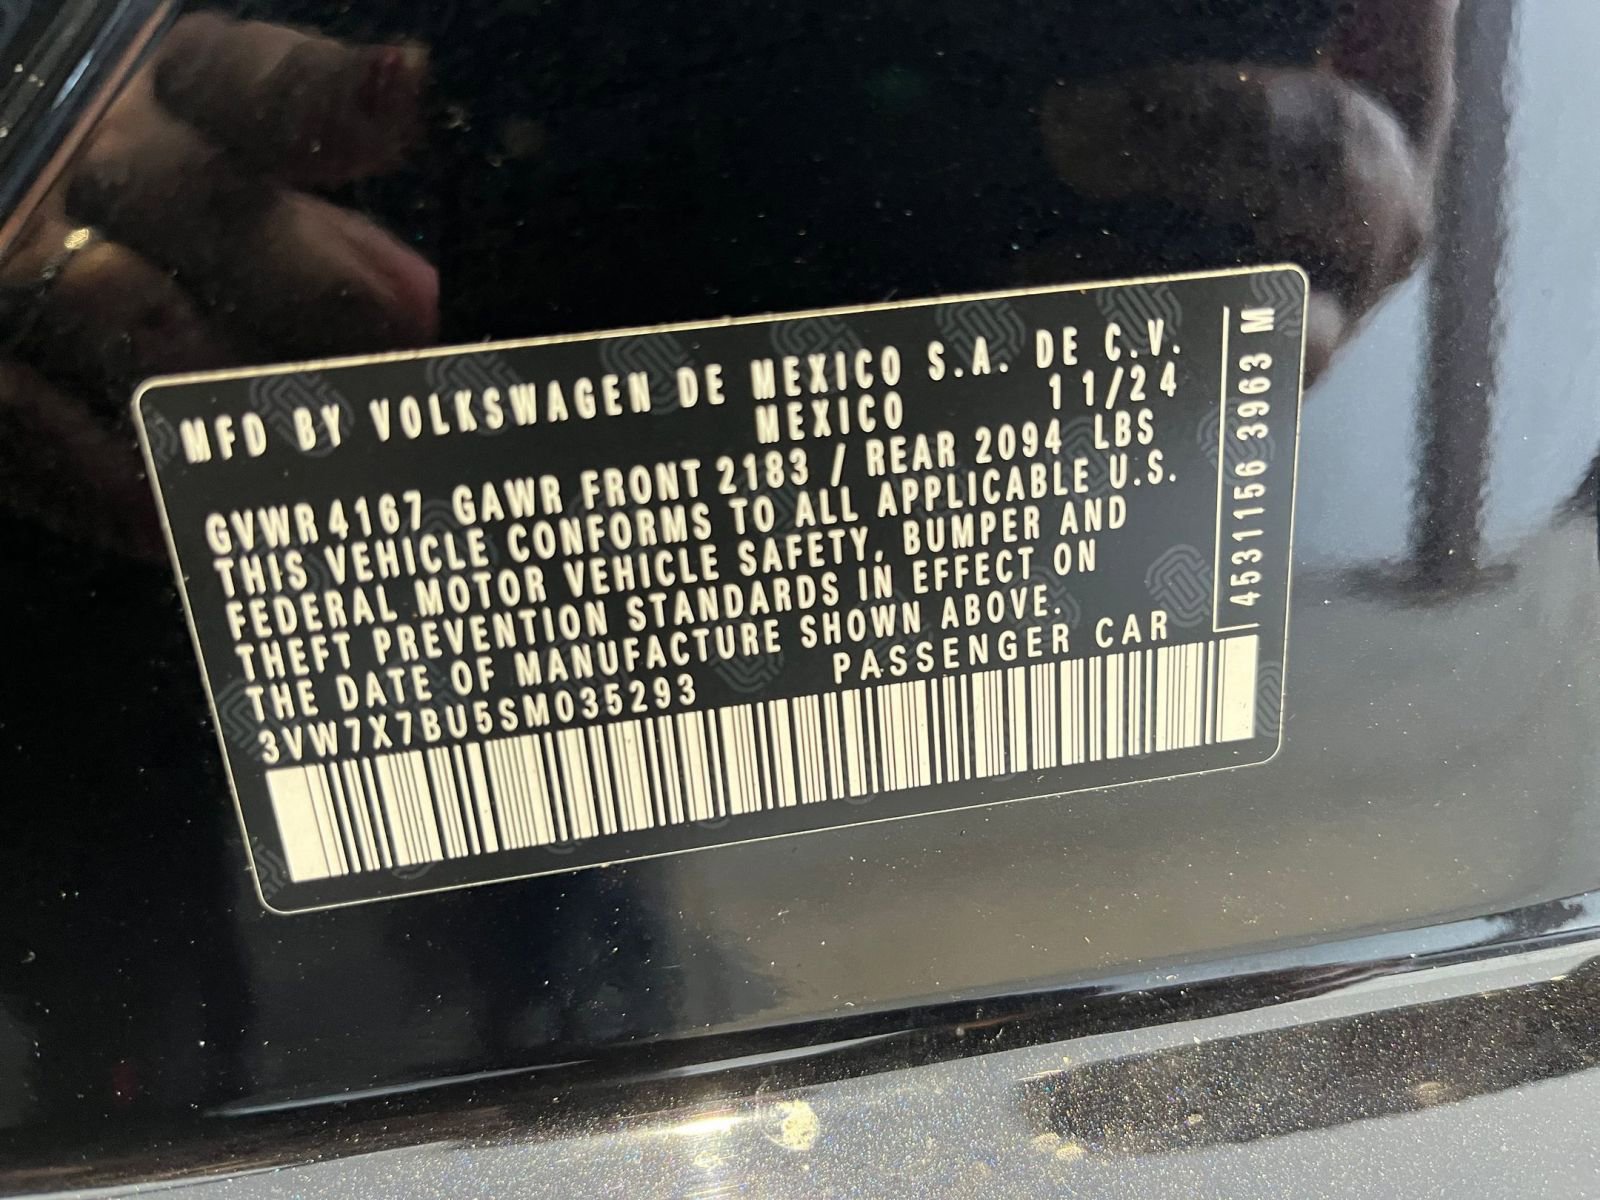 MFD BY VOLKSWAGEN DE MEXICO S.A. DE C.V.
MEXICO 11/24
GVWR 4167 GAWR FRONT 2183 / REAR 2094 LBS
THIS VEHICLE CONFORMS TO ALL APPLICABLE U.S.
FEDERAL MOTOR VEHICLE SAFETY, BUMPER AND
THEFT PREVENTION STANDARDS IN EFFECT ON
THE DATE OF MANUFACTURE SHOWN ABOVE.
3VW7X7BU5SM035293 PASSENGER CAR
4531156 3963 M